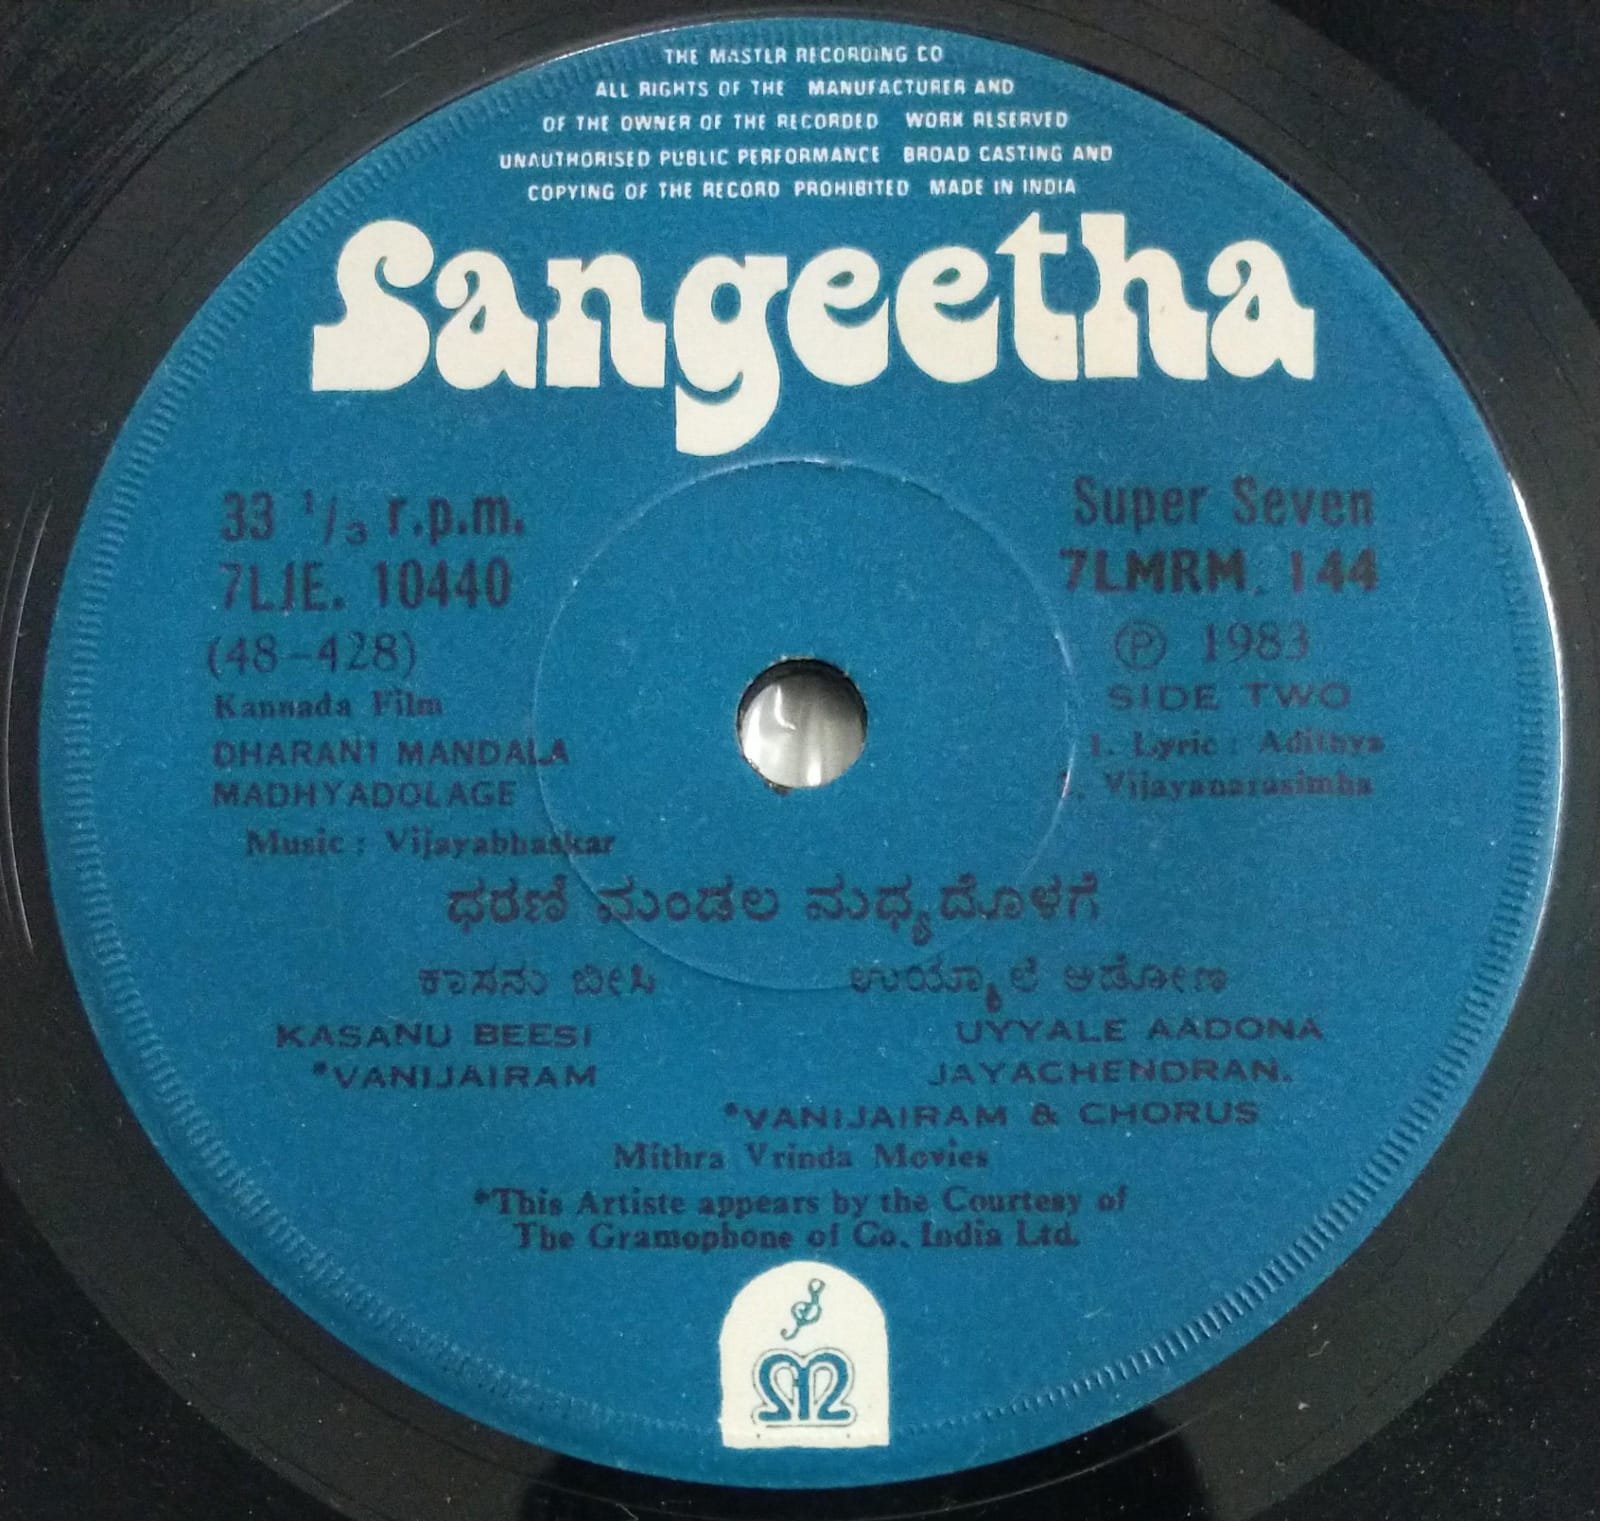 THE MASTER RECORDING CO
ALL RIGHTS OF THE MANUFACTURER AND
OF THE OWNER OF THE RECORDED WORK RESERVED
UNAUTHORISED PUBLIC PERFORMANCE BROAD CASTING AND
COPYING OF THE RECORD PROHIBITED MADE IN INDIA
Sangeetha
33 1/3 r.p.m.
7LJE. 10440
(48-428)
Kannada Film
DHARANI MANDALA
MADHYADOLAGE
Music : Vijayabhaskar
Super Seven
7LMRM. 144
Ⓟ 1983
SIDE TWO
1. Lyric : Adithya
2. Vijayanarasimha
ಧರಣಿ ಮಂಡಲ ಮಧ್ಯದೊಳಗೆ
ಕಾಸನು ಬೀಸಿ
KASANU BEESI
*VANIJAIRAM
ಉಯ್ಯಾಲೆ ಆಡೋಣ
UYYALE AADONA
JAYACHENDRAN.
*VANIJAIRAM & CHORUS
Mithra Vrinda Movies
*This Artiste appears by the Courtesy of
The Gramophone of Co. India Ltd.